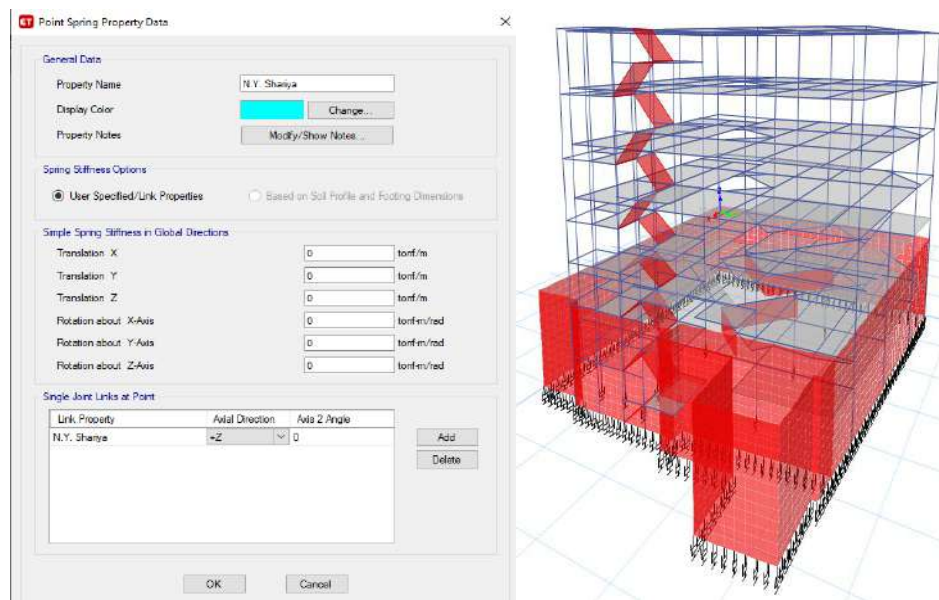 Point Spring Property Data
General Data
Property Name
N.Y. Shariya
Display Color
Change...
Property Notes
Modify/Show Notes...
Spring Stiffness Options
User Specified/Link Properties
Based on Soil Profile and Footing Dimensions
Simple Spring Stiffness in Global Directions
Translation X 0 tonf/m
Translation Y 0 tonf/m
Translation Z 0 tonf/m
Rotation about X-Axis 0 tonf-m/rad
Rotation about Y-Axis 0 tonf-m/rad
Rotation about Z-Axis 0 tonf-m/rad
Single Joint Links at Point
Link Property Axial Direction Axis 2 Angle
N.Y. Shariya +Z 0
Add
Delete
OK Cancel